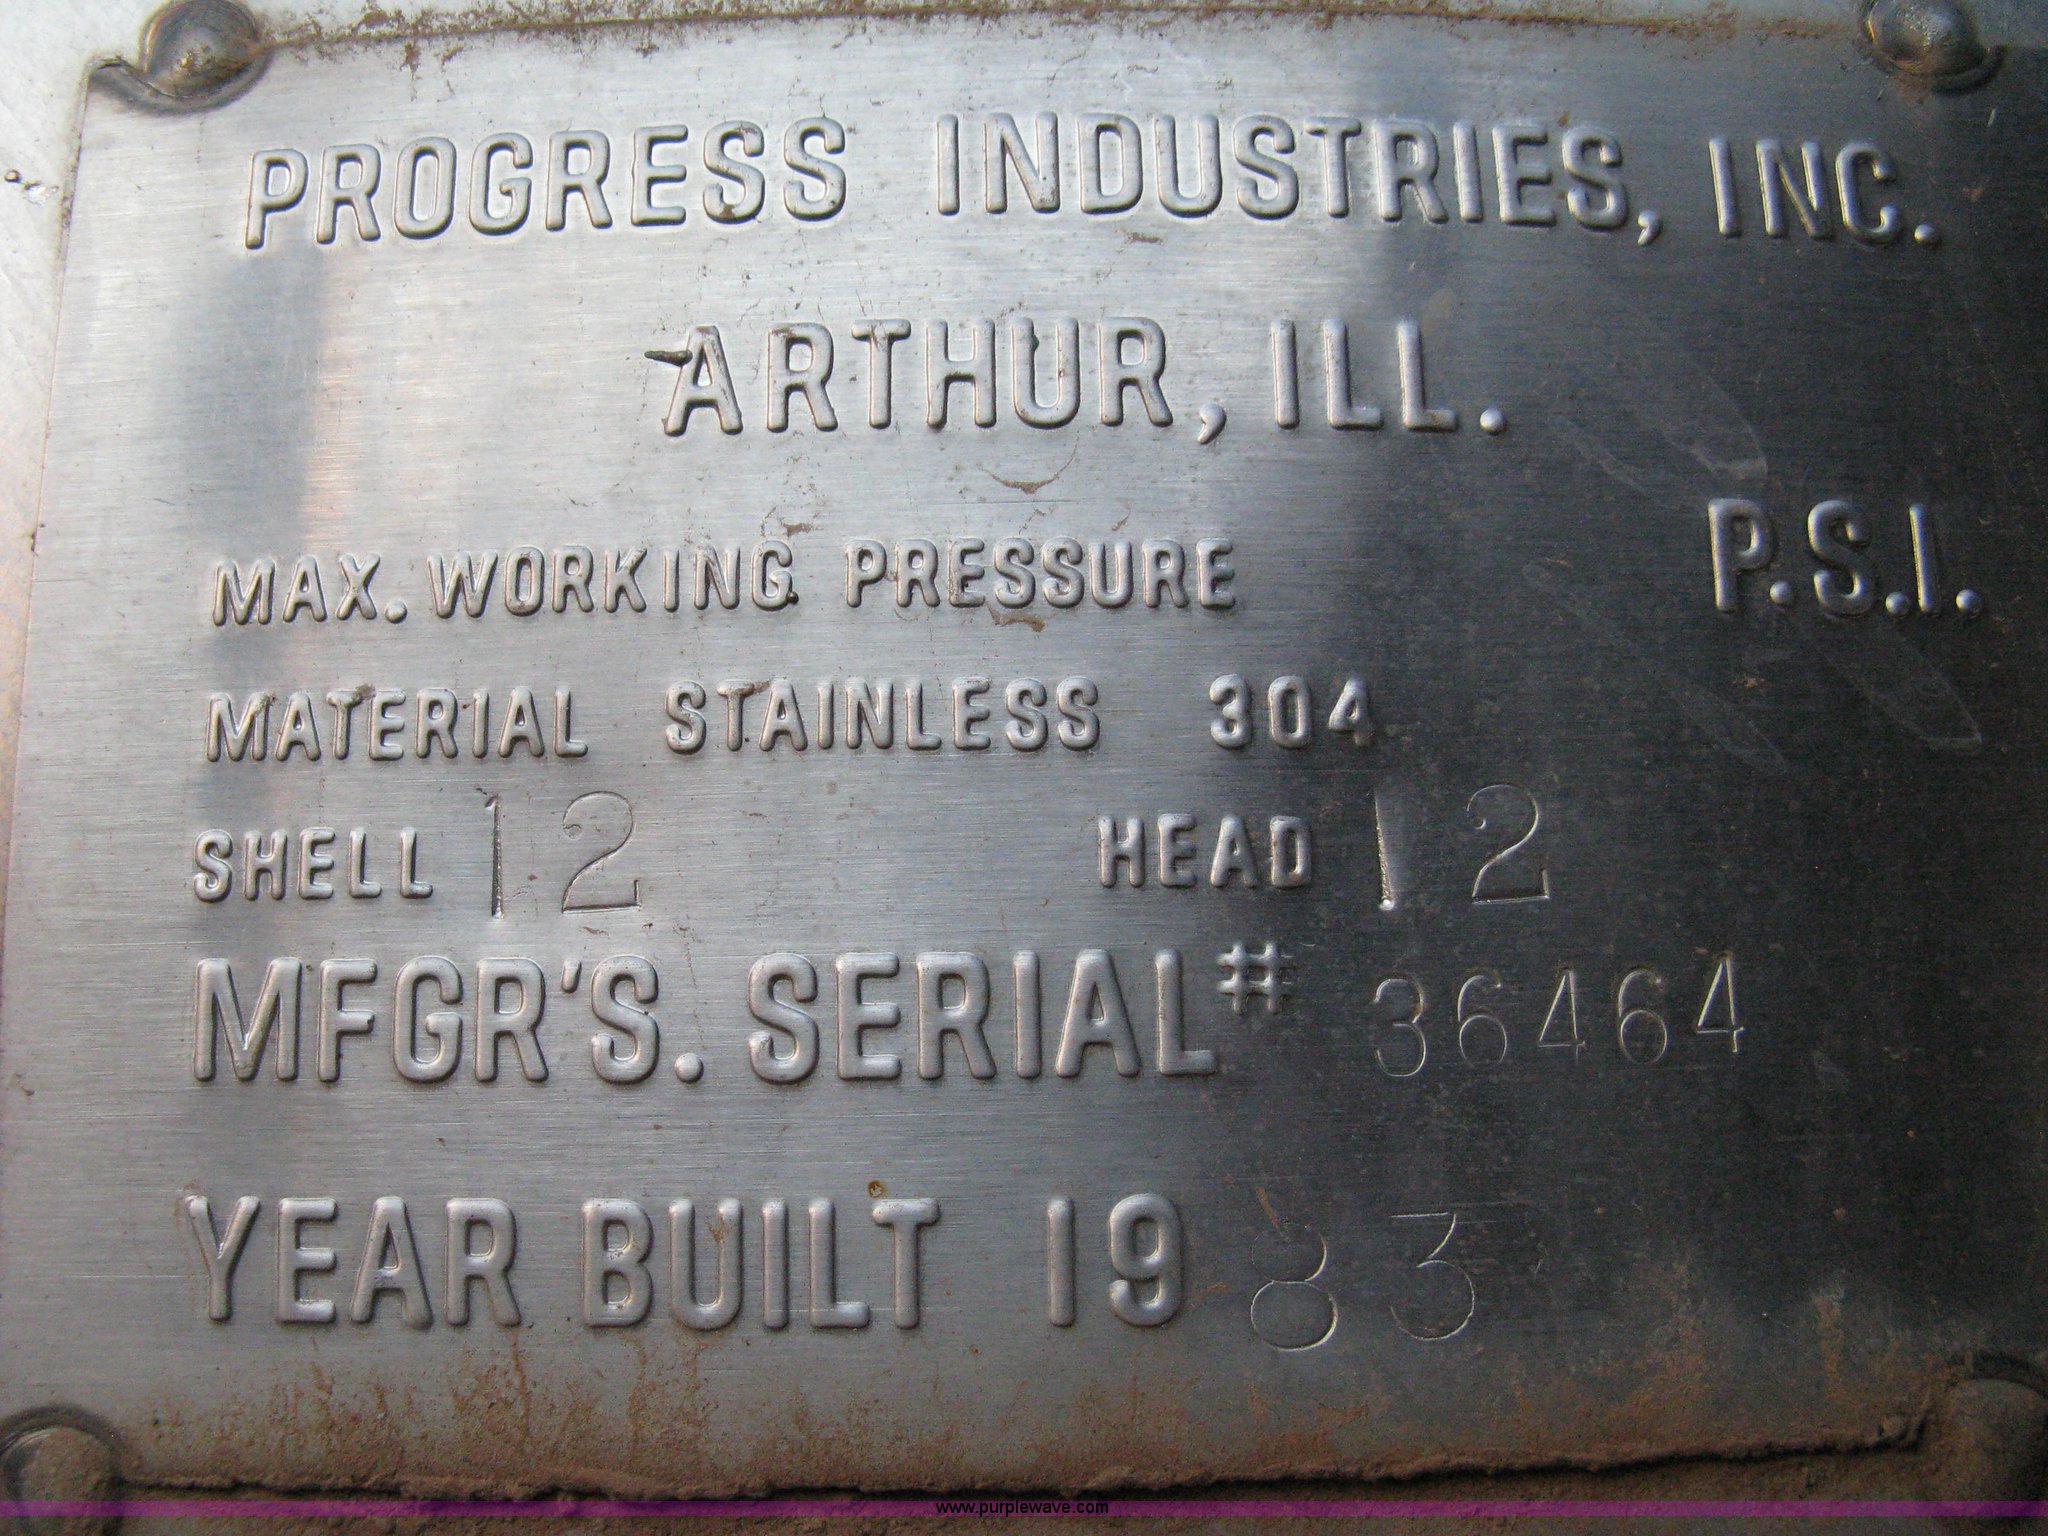 PROGRESS INDUSTRIES, INC.
ARTHUR, ILL.
MAX. WORKING PRESSURE P.S.I.
MATERIAL STAINLESS 304
SHELL 12 HEAD 12
MFGR'S. SERIAL # 36464
YEAR BUILT 1983
www.purplewave.com